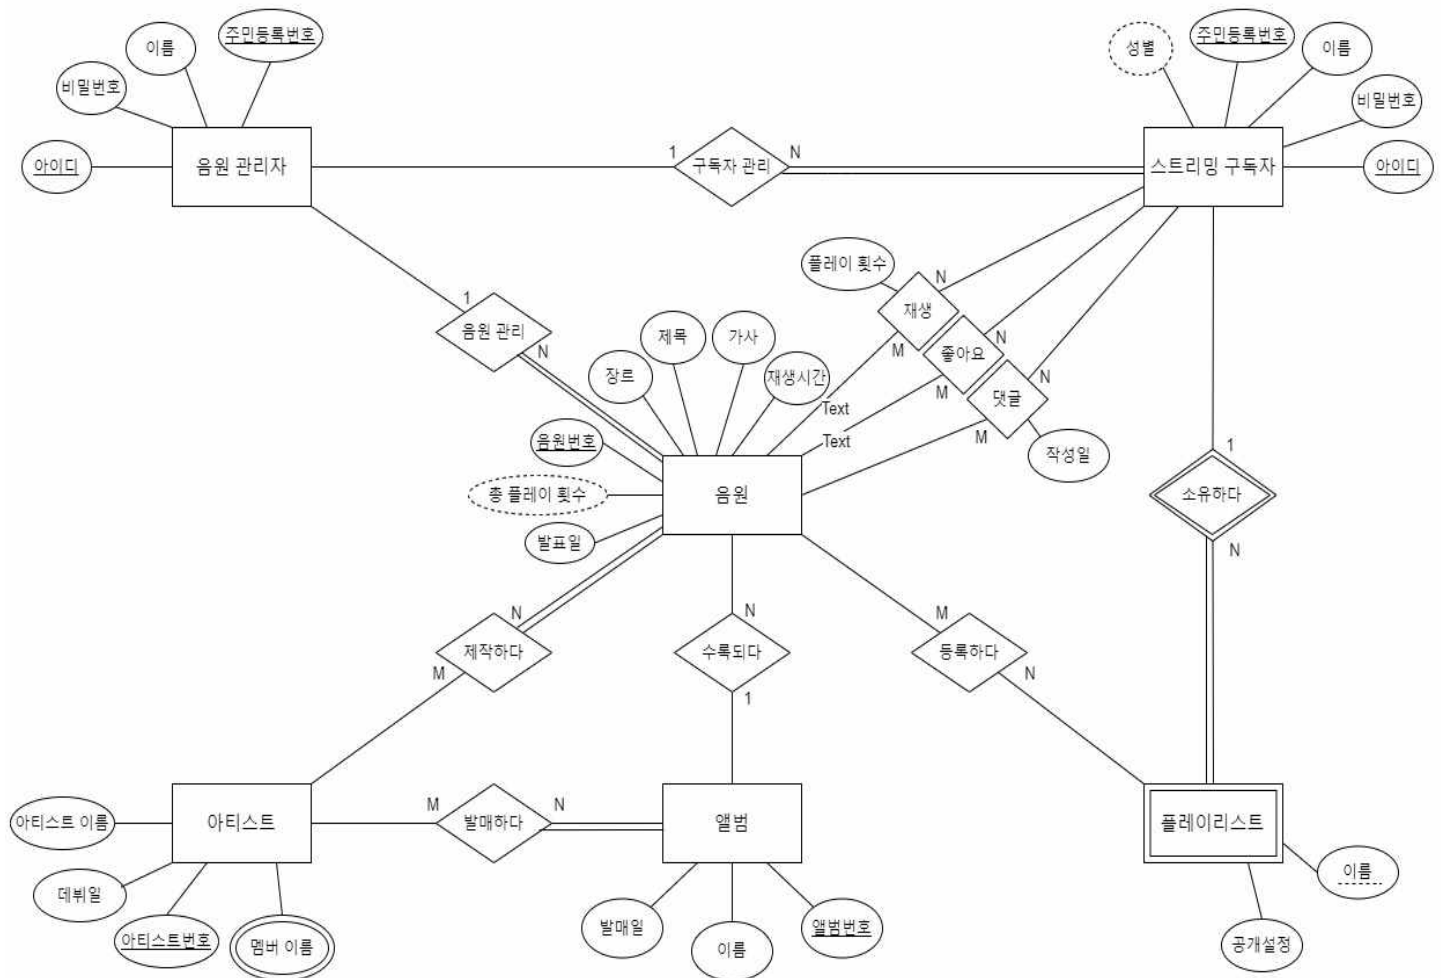 주민등록번호
이름
비밀번호
아이디
음원 관리자
1
구독자 관리
N
성별
주민등록번호
이름
비밀번호
아이디
스트리밍 구독자
플레이 횟수
재생
N
M
좋아요
N
M
댓글
N
M
작성일
Text
Text
1
음원 관리
N
장르
제목
가사
재생시간
음원번호
총 플레이 횟수
발표일
음원
1
소유하다
N
N
제작하다
M
N
수록되다
1
M
등록하다
N
아티스트 이름
아티스트
데뷔일
아티스트번호
멤버 이름
M
발매하다
N
앨범
발매일
이름
앨범번호
플레이리스트
이름
공개설정